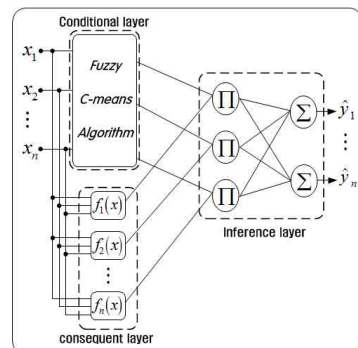 Conditional layer
x₁
x₂
⋮
xₙ
Fuzzy
C-means
Algorithm
∏
∏
∏
∑
∑
ŷ₁
⋮
ŷₙ
Inference layer
f₁(x)
f₂(x)
⋮
fₙ(x)
consequent layer